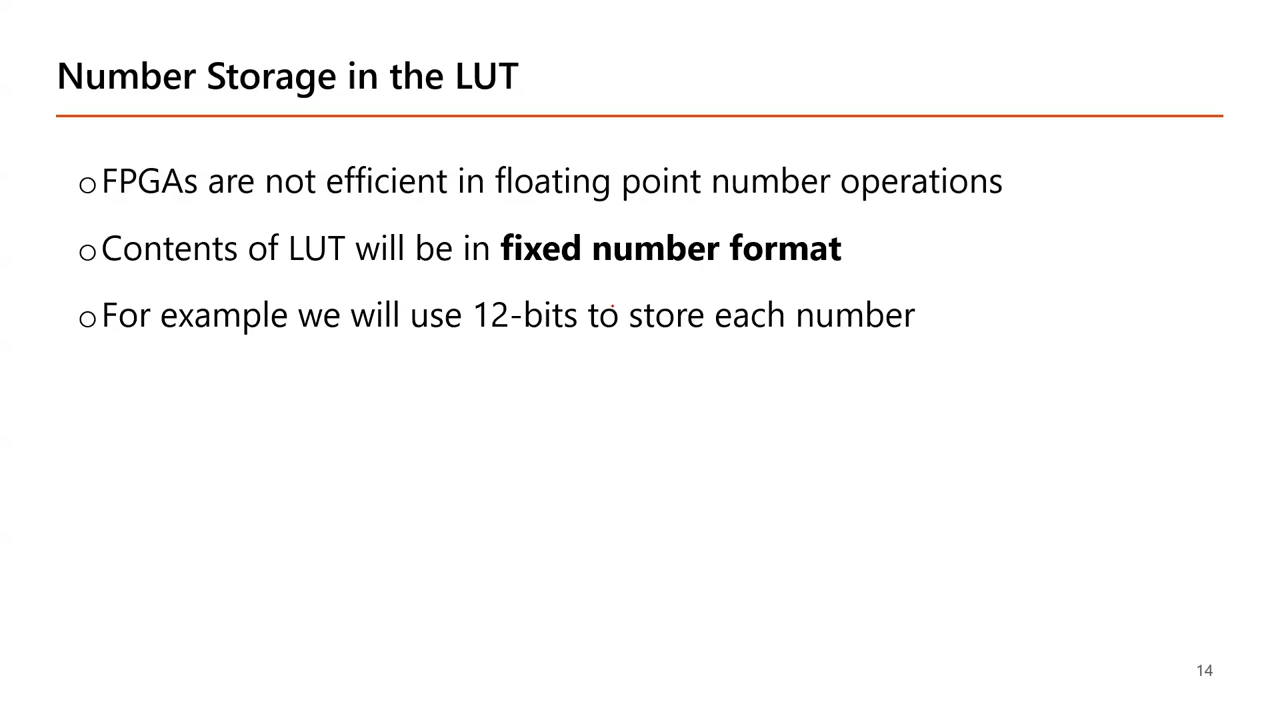 Number Storage in the LUT
○FPGAs are not efficient in floating point number operations
○Contents of LUT will be in fixed number format
○For example we will use 12-bits to store each number
14